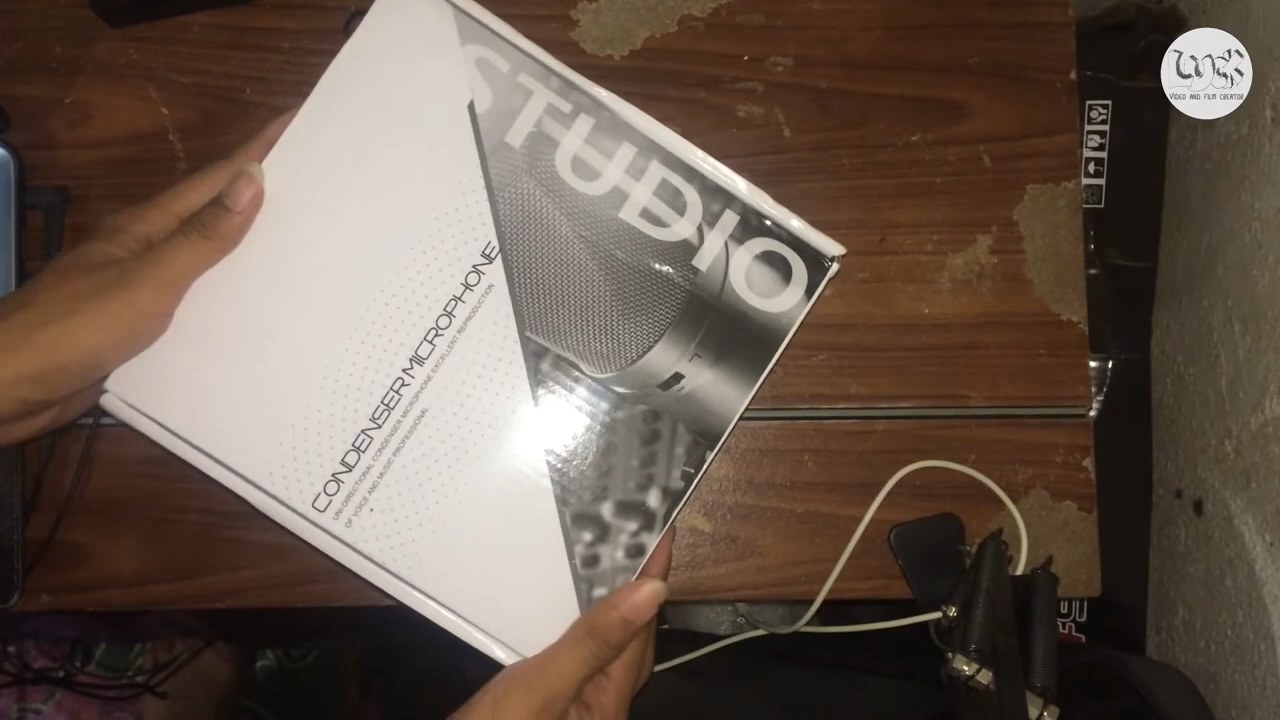 STUDIO
CONDENSER MICROPHONE
UNI-DIRECTIONAL CONDENSER MICROPHONE EXCELLENT REPRODUCTION
OF VOICE AND MUSIC PROFESSIONAL
VIDEO AND FILM CREATOR